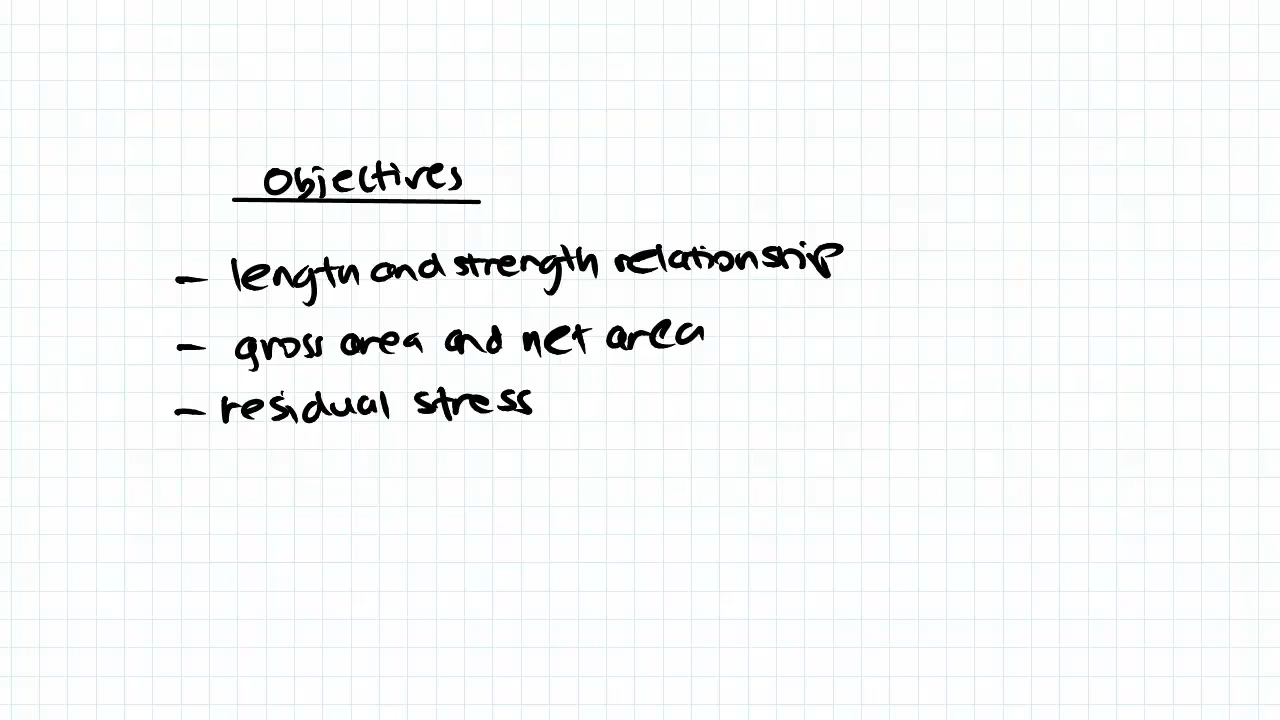 Objectives
- length and strength relationship
- gross area and net area
- residual stress